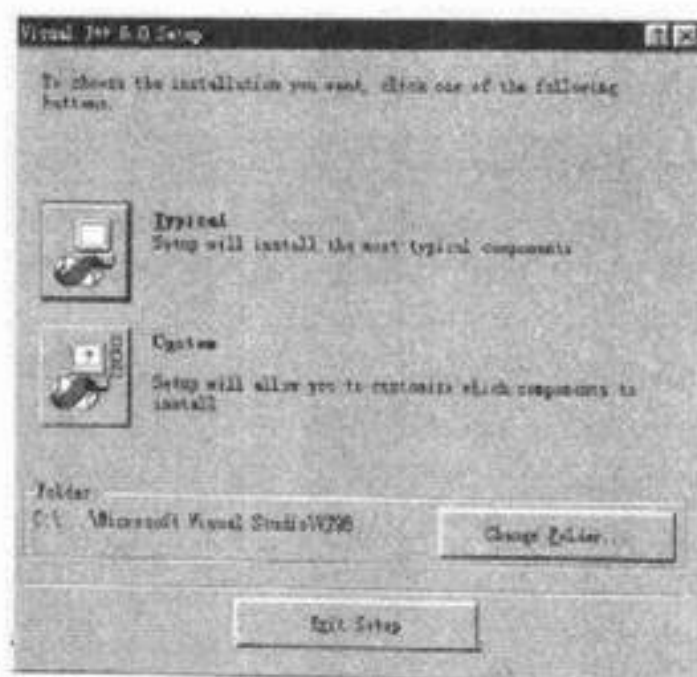 Visual J++ 6.0 Setup
To choose the installation you want, click one of the following
buttons.
Typical
Setup will install the most typical components
Custom
Setup will allow you to customize which components to
install
Folder
C:\...\Microsoft Visual Studio\VJ98
Change Folder...
Exit Setup